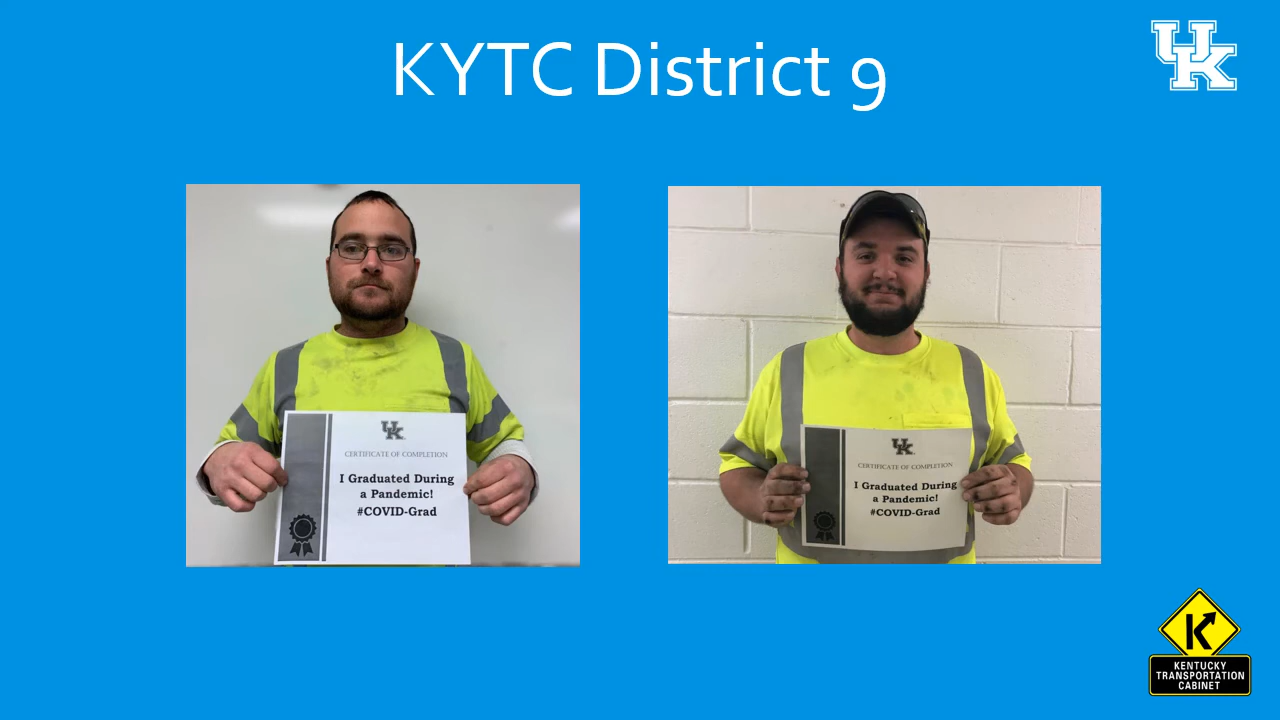 KYTC District 9
UK
UK
CERTIFICATE OF COMPLETION
I Graduated During
a Pandemic!
#COVID-Grad
UK
CERTIFICATE OF COMPLETION
I Graduated During
a Pandemic!
#COVID-Grad
K
KENTUCKY
TRANSPORTATION
CABINET